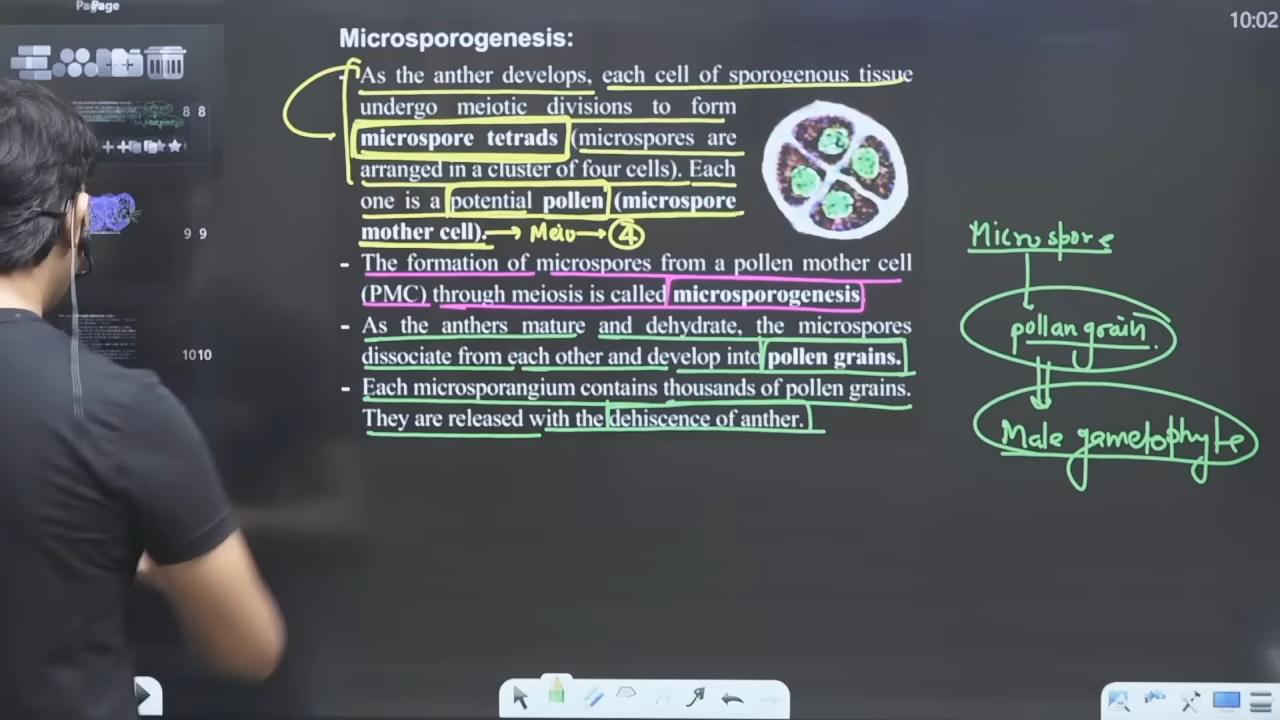 Page
10:02
Microsporogenesis:
- As the anther develops, each cell of sporogenous tissue
undergo meiotic divisions to form
microspore tetrads (microspores are
arranged in a cluster of four cells). Each
one is a potential pollen (microspore
mother cell). → Meio → 4
- The formation of microspores from a pollen mother cell
(PMC) through meiosis is called microsporogenesis
- As the anthers mature and dehydrate, the microspores
dissociate from each other and develop into pollen grains.
- Each microsporangium contains thousands of pollen grains.
They are released with the dehiscence of anther.
Microspore
pollan grain.
Male gametophyte
8 8
9 9
1010